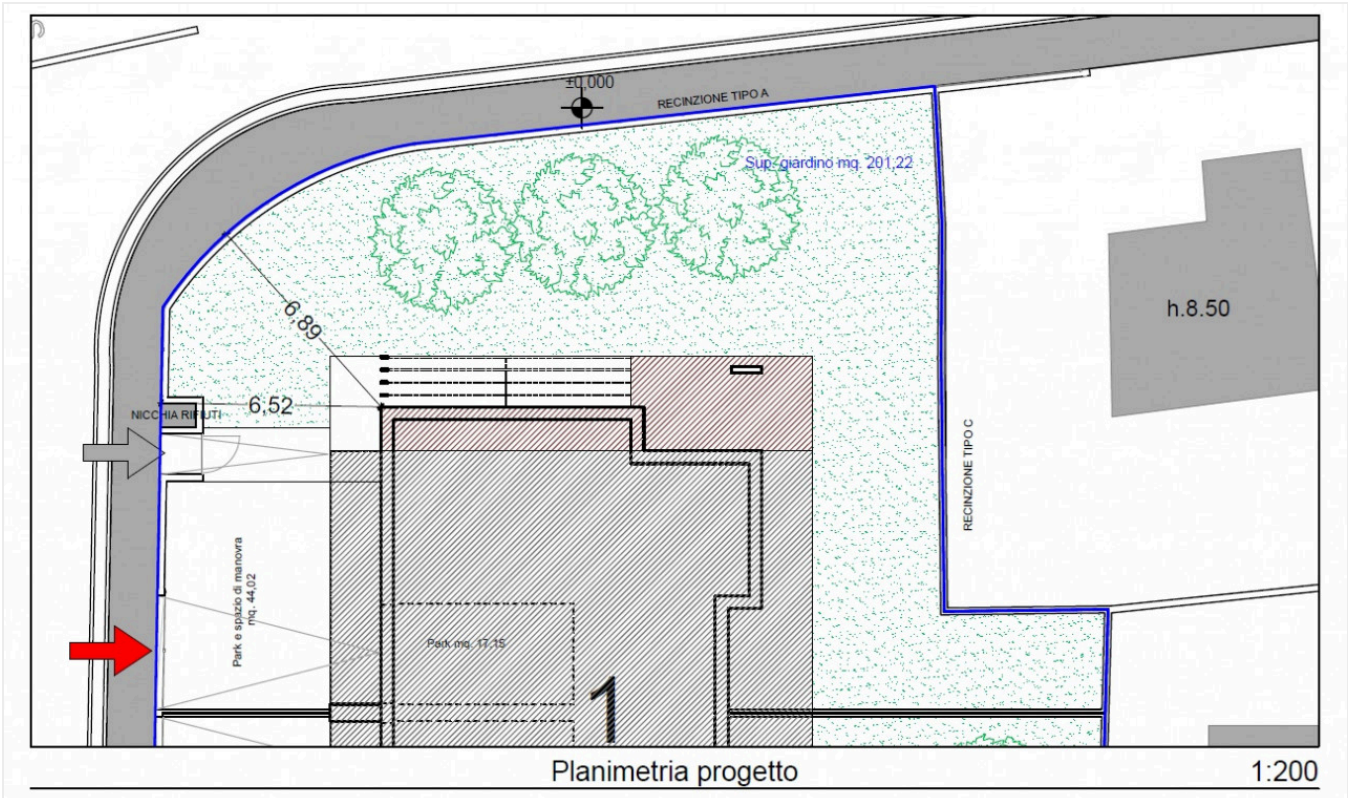 ±0,000
RECINZIONE TIPO A
Sup. giardino mq. 201,22
6,89
h.8.50
NICCHIA RIFIUTI
6,52
RECINZIONE TIPO C
Park e spazio di manovra
mq. 44,02
Park mq. 17,15
1
Planimetria progetto
1:200